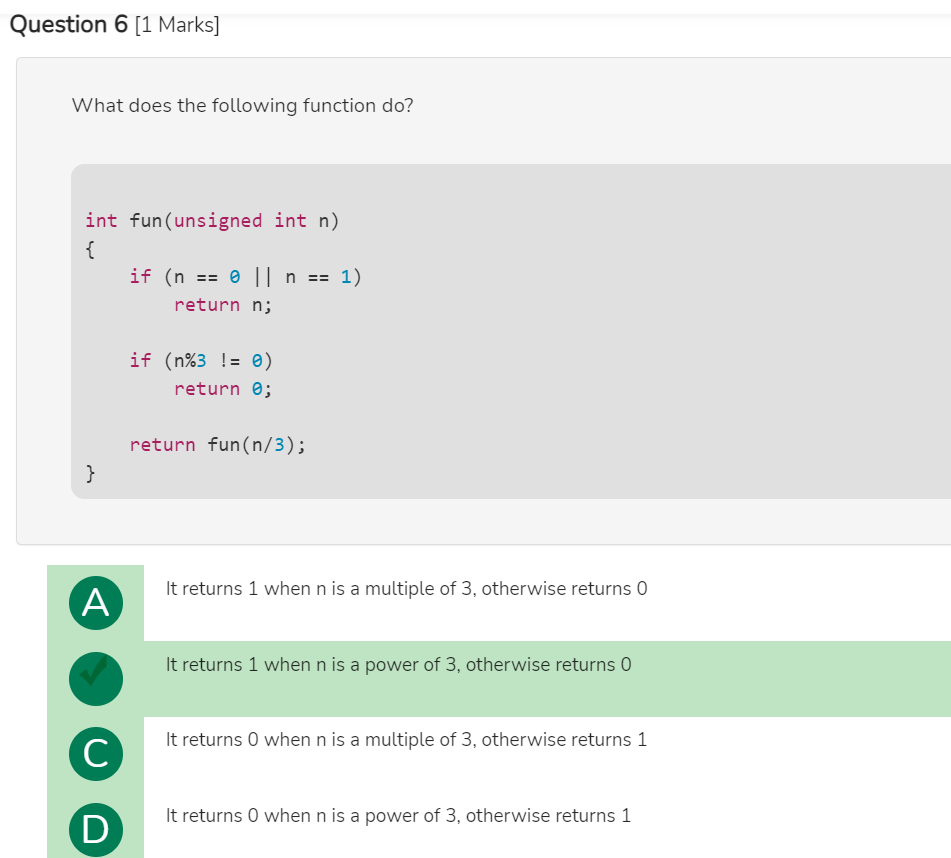 Question 6 [1 Marks]
What does the following function do?
int fun(unsigned int n)
{
    if (n == 0 || n == 1)
        return n;
    if (n%3 != 0)
        return 0;
    return fun(n/3);
}
A It returns 1 when n is a multiple of 3, otherwise returns 0
It returns 1 when n is a power of 3, otherwise returns 0
C It returns 0 when n is a multiple of 3, otherwise returns 1
D It returns 0 when n is a power of 3, otherwise returns 1